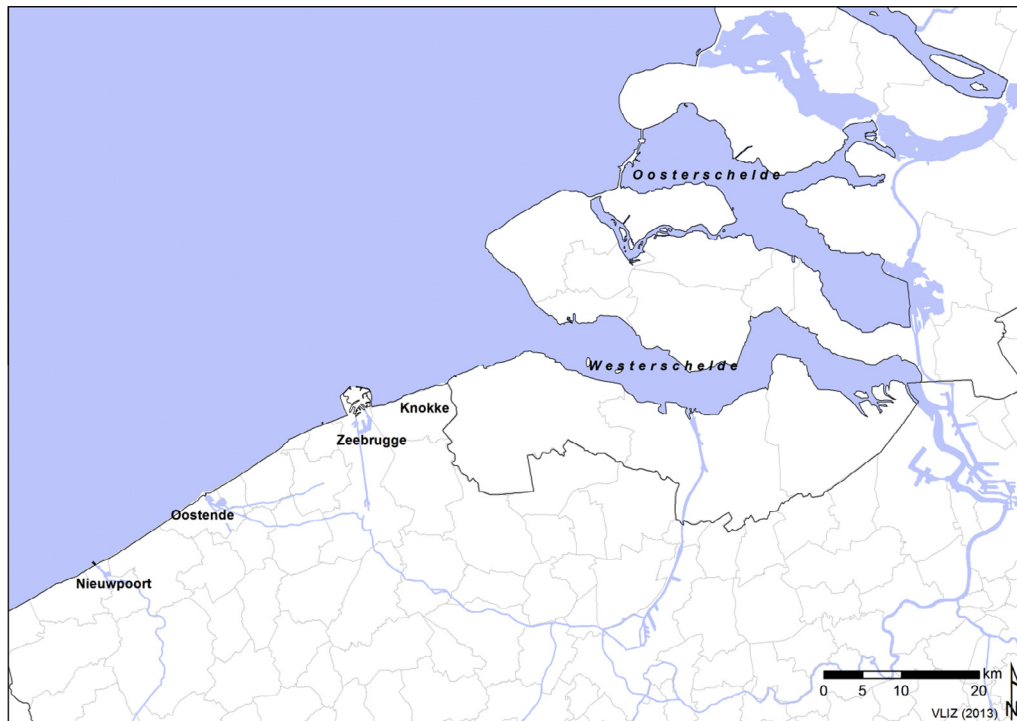 Oosterschelde
Westerschelde
Knokke
Zeebrugge
Oostende
Nieuwpoort
km
0 5 10 20
N
VLIZ (2013)